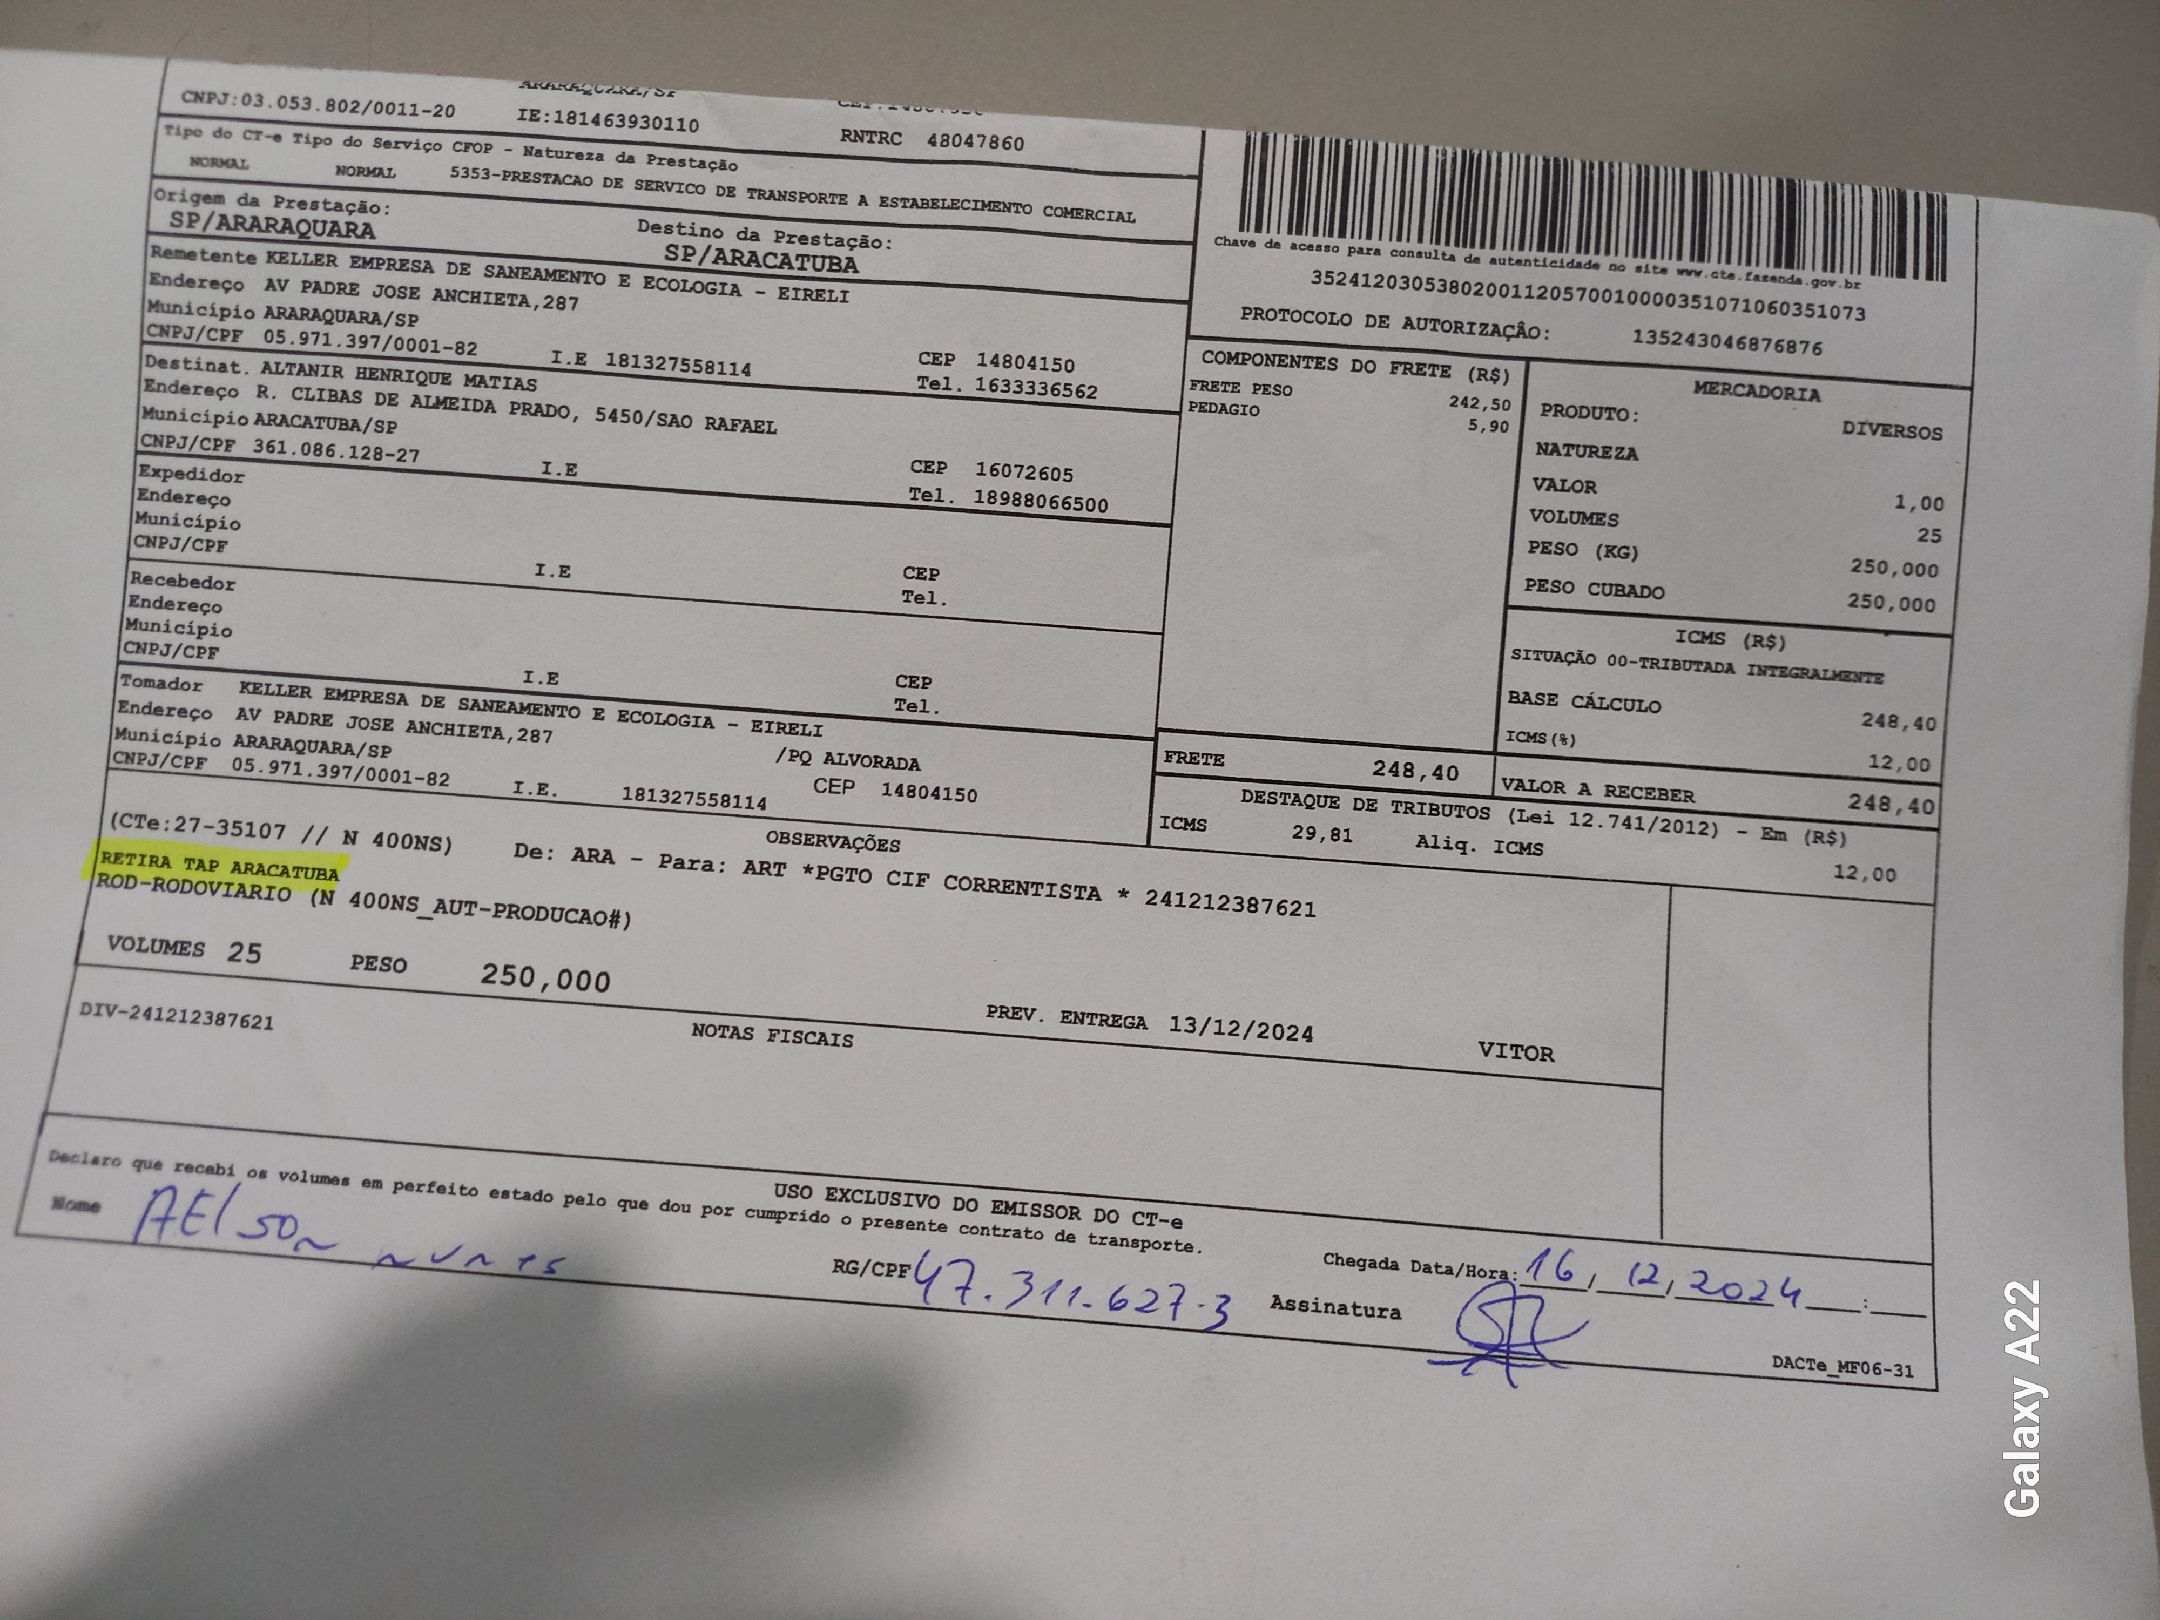 ARARAQUARA/SP
CNPJ:03.053.802/0011-20 IE:181463930110 RNTRC 48047860
Tipo do CT-e Tipo do Serviço CFOP - Natureza da Prestação
NORMAL NORMAL 5353-PRESTACAO DE SERVICO DE TRANSPORTE A ESTABELECIMENTO COMERCIAL
Origem da Prestação: Destino da Prestação:
SP/ARARAQUARA SP/ARACATUBA
Remetente KELLER EMPRESA DE SANEAMENTO E ECOLOGIA - EIRELI
Endereço AV PADRE JOSE ANCHIETA,287
Município ARARAQUARA/SP CEP 14804150
CNPJ/CPF 05.971.397/0001-82 I.E 181327558114 Tel. 1633336562
Destinat. ALTANIR HENRIQUE MATIAS
Endereço R. CLIBAS DE ALMEIDA PRADO, 5450/SAO RAFAEL
Município ARACATUBA/SP CEP 16072605
CNPJ/CPF 361.086.128-27 I.E Tel. 18988066500
Expedidor
Endereço
Município CEP
CNPJ/CPF I.E Tel.
Recebedor
Endereço
Município CEP
CNPJ/CPF I.E Tel.
Tomador KELLER EMPRESA DE SANEAMENTO E ECOLOGIA - EIRELI
Endereço AV PADRE JOSE ANCHIETA,287 /PQ ALVORADA
Município ARARAQUARA/SP CEP 14804150
CNPJ/CPF 05.971.397/0001-82 I.E. 181327558114
Chave de acesso para consulta de autenticidade no site www.cte.fazenda.gov.br
35241203053802001120570010000351071060351073
PROTOCOLO DE AUTORIZAÇÃO: 135243046876876
COMPONENTES DO FRETE (R$)
FRETE PESO 242,50
PEDAGIO 5,90
MERCADORIA
PRODUTO: DIVERSOS
NATUREZA
VALOR 1,00
VOLUMES 25
PESO (KG) 250,000
PESO CUBADO 250,000
ICMS (R$)
SITUAÇÃO 00-TRIBUTADA INTEGRALMENTE
BASE CÁLCULO 248,40
ICMS(%) 12,00
FRETE 248,40 VALOR A RECEBER 248,40
DESTAQUE DE TRIBUTOS (Lei 12.741/2012) - Em (R$)
ICMS 29,81 Aliq. ICMS 12,00
OBSERVAÇÕES
(CTe:27-35107 // N 400NS) De: ARA - Para: ART *PGTO CIF CORRENTISTA * 241212387621
RETIRA TAP ARACATUBA
ROD-RODOVIARIO (N 400NS_AUT-PRODUCAO#)
VOLUMES 25 PESO 250,000 PREV. ENTREGA 13/12/2024 VITOR
NOTAS FISCAIS
DIV-241212387621
USO EXCLUSIVO DO EMISSOR DO CT-e
Declaro que recebi os volumes em perfeito estado pelo que dou por cumprido o presente contrato de transporte.
Chegada Data/Hora: 16, 12, 2024 :
Nome AElson nunes RG/CPF 47.311.627-3 Assinatura
DACTe_MF06-31
Galaxy A22